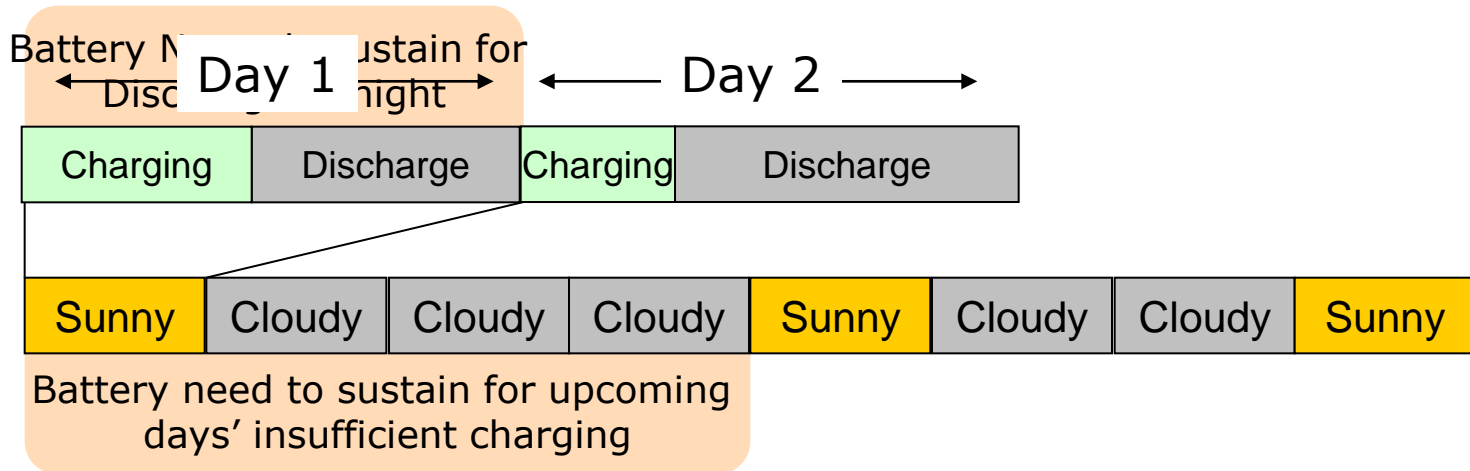 Battery N ustain for
Day 1
Day 2
Disc night
Charging Discharge Charging Discharge
Sunny Cloudy Cloudy Cloudy Sunny Cloudy Cloudy Sunny
Battery need to sustain for upcoming
days’ insufficient charging